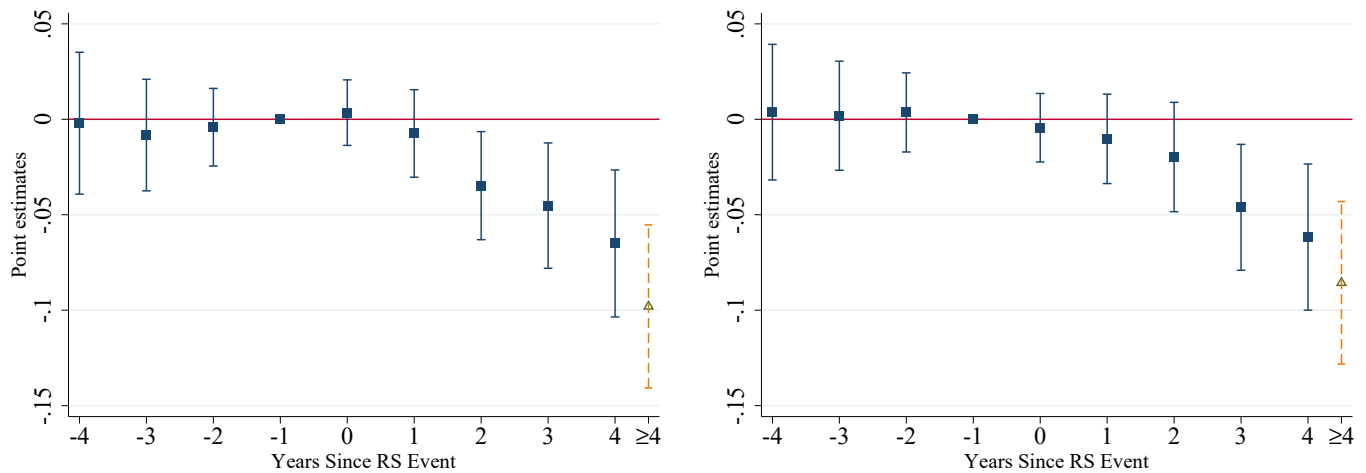 .05
0
-.05
-.1
-.15
Point estimates
-4 -3 -2 -1 0 1 2 3 4 ≥4
Years Since RS Event
.05
0
-.05
-.1
-.15
Point estimates
-4 -3 -2 -1 0 1 2 3 4 ≥4
Years Since RS Event